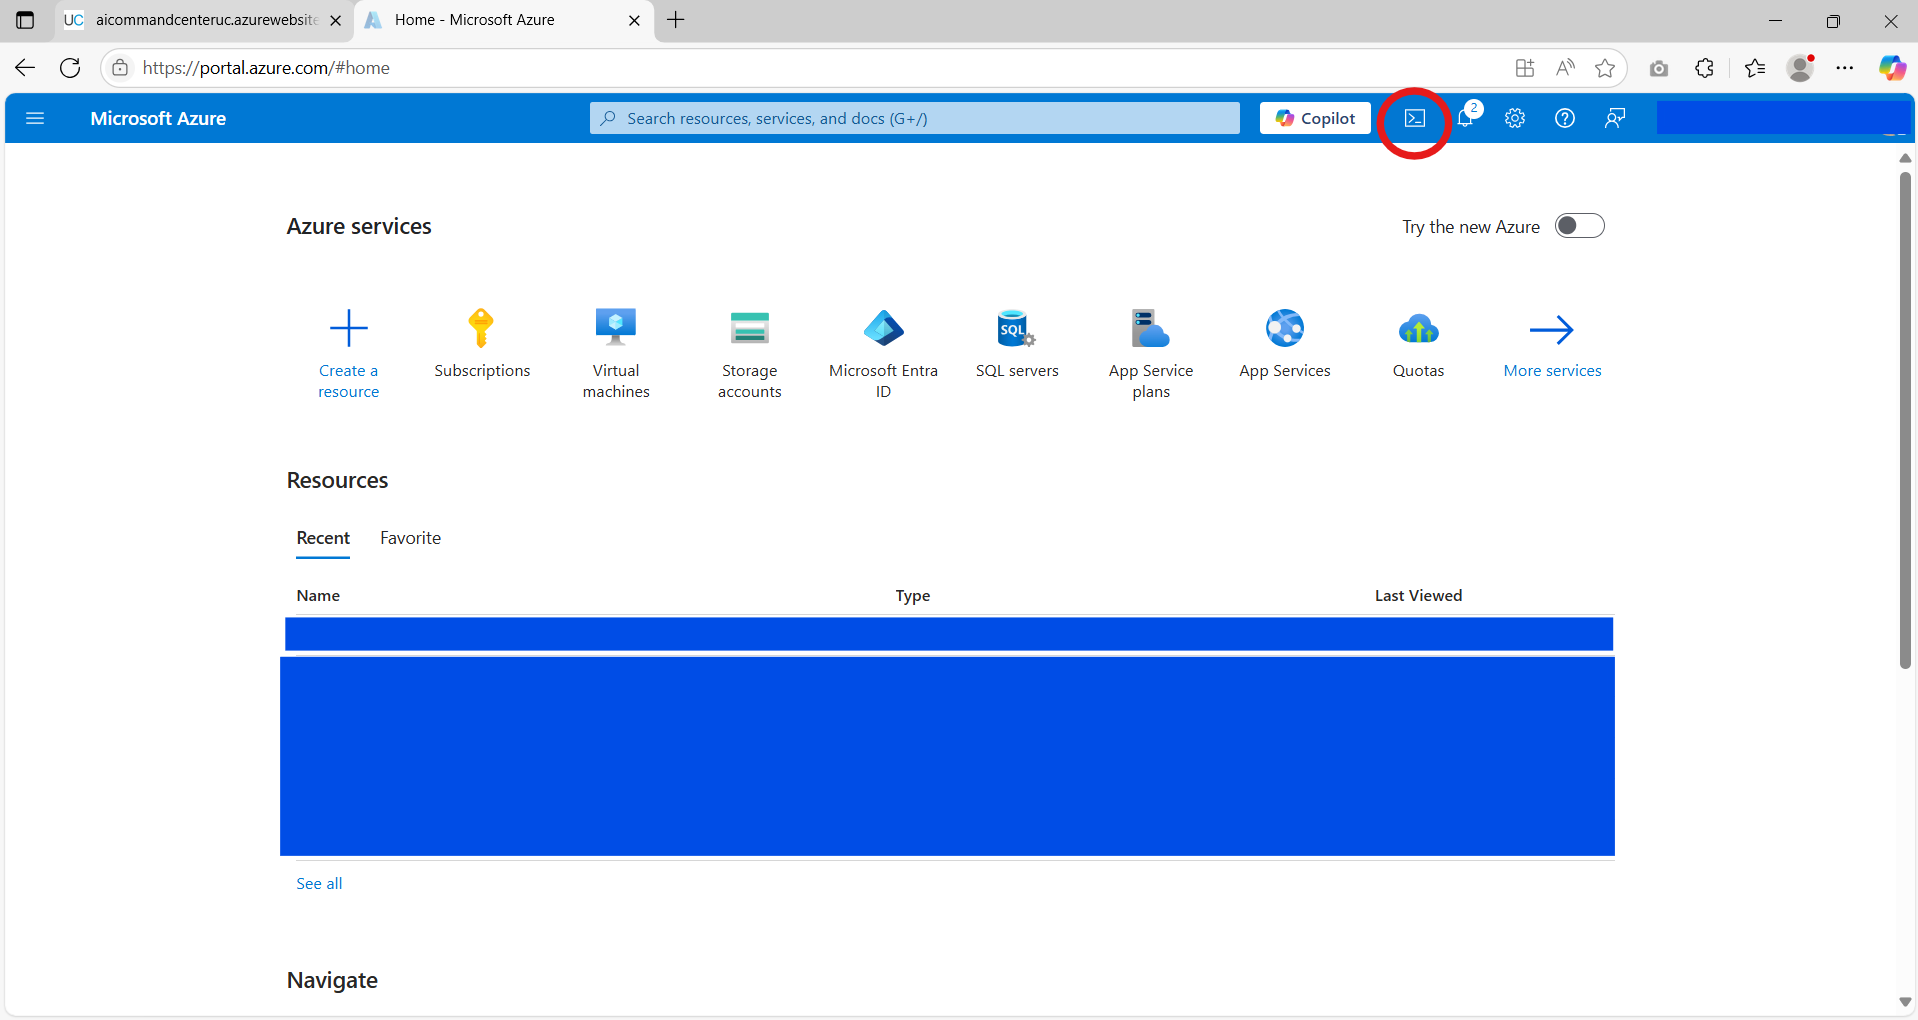 UC aicommandcenteruc.azurewebsite
Home - Microsoft Azure
https://portal.azure.com/#home
Microsoft Azure
Search resources, services, and docs (G+/)
Copilot
2
Azure services
Try the new Azure
Create a resource
Subscriptions
Virtual machines
Storage accounts
Microsoft Entra ID
SQL
SQL servers
App Service plans
App Services
Quotas
More services
Resources
Recent Favorite
Name Type Last Viewed
See all
Navigate